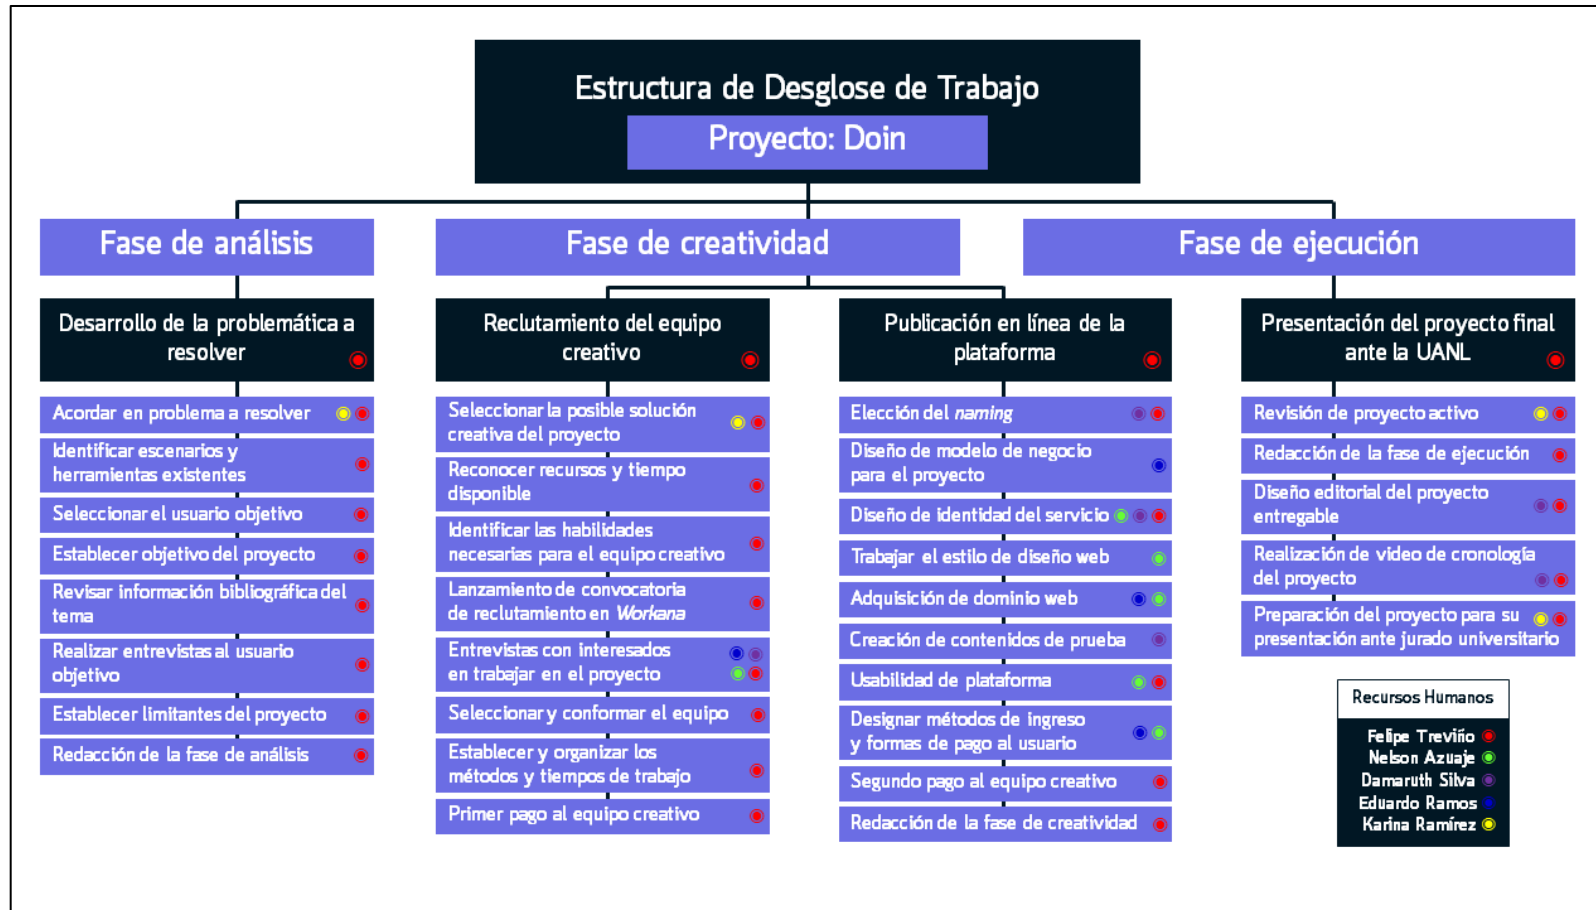 Estructura de Desglose de Trabajo
Proyecto: Doin
Fase de análisis
Fase de creatividad
Fase de ejecución
Desarrollo de la problemática a
resolver
Acordar en problema a resolver
Identificar escenarios y
herramientas existentes
Seleccionar el usuario objetivo
Establecer objetivo del proyecto
Revisar información bibliográfica del
tema
Realizar entrevistas al usuario
objetivo
Establecer limitantes del proyecto
Redacción de la fase de análisis
Reclutamiento del equipo
creativo
Seleccionar la posible solución
creativa del proyecto
Reconocer recursos y tiempo
disponible
Identificar las habilidades
necesarias para el equipo creativo
Lanzamiento de convocatoria
de reclutamiento en Workana
Entrevistas con interesados
en trabajar en el proyecto
Seleccionar y conformar el equipo
Establecer y organizar los
métodos y tiempos de trabajo
Primer pago al equipo creativo
Publicación en línea de la
plataforma
Elección del naming
Diseño de modelo de negocio
para el proyecto
Diseño de identidad del servicio
Trabajar el estilo de diseño web
Adquisición de dominio web
Creación de contenidos de prueba
Usabilidad de plataforma
Designar métodos de ingreso
y formas de pago al usuario
Segundo pago al equipo creativo
Redacción de la fase de creatividad
Presentación del proyecto final
ante la UANL
Revisión de proyecto activo
Redacción de la fase de ejecución
Diseño editorial del proyecto
entregable
Realización de video de cronología
del proyecto
Preparación del proyecto para su
presentación ante jurado universitario
Recursos Humanos
Felipe Treviño
Nelson Azuaje
Damaruth Silva
Eduardo Ramos
Karina Ramírez